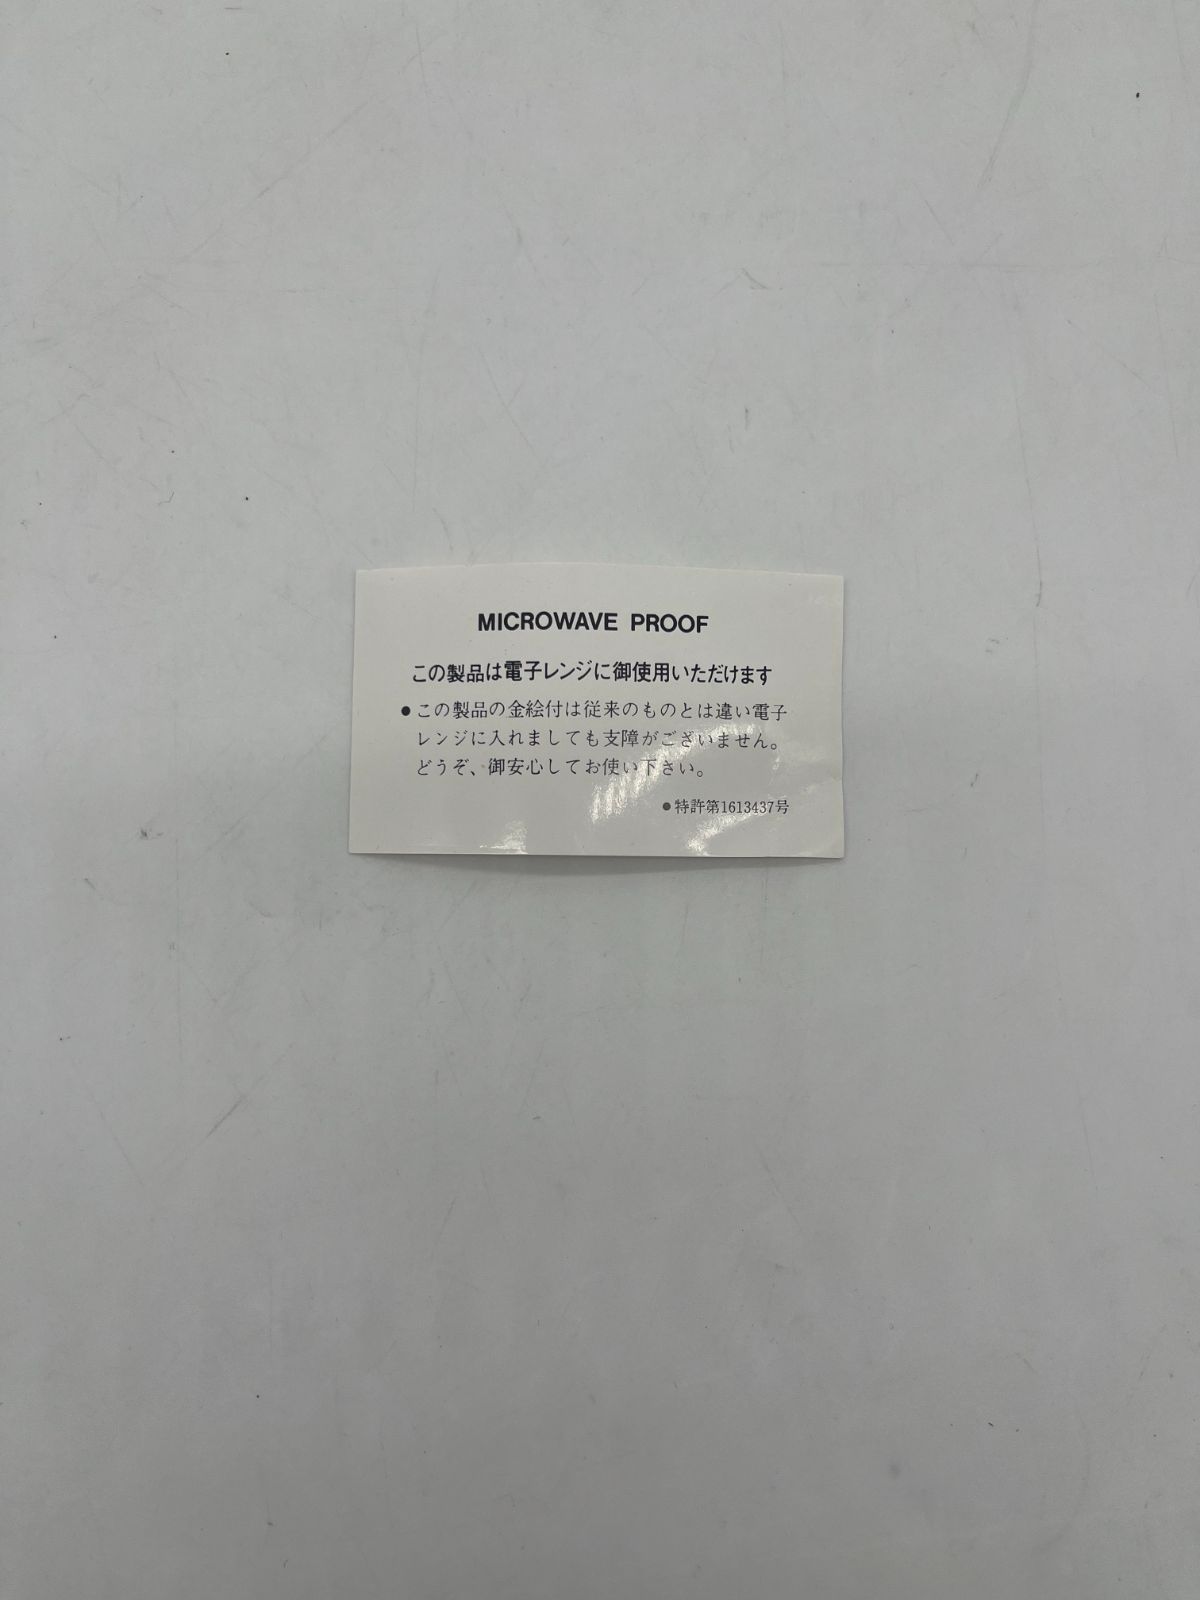 MICROWAVE PROOF
この製品は電子レンジに御使用いただけます
●この製品の金絵付は従来のものとは違い電子
レンジに入れましても支障がございません。
どうぞ、御安心してお使い下さい。
●特許第1613437号